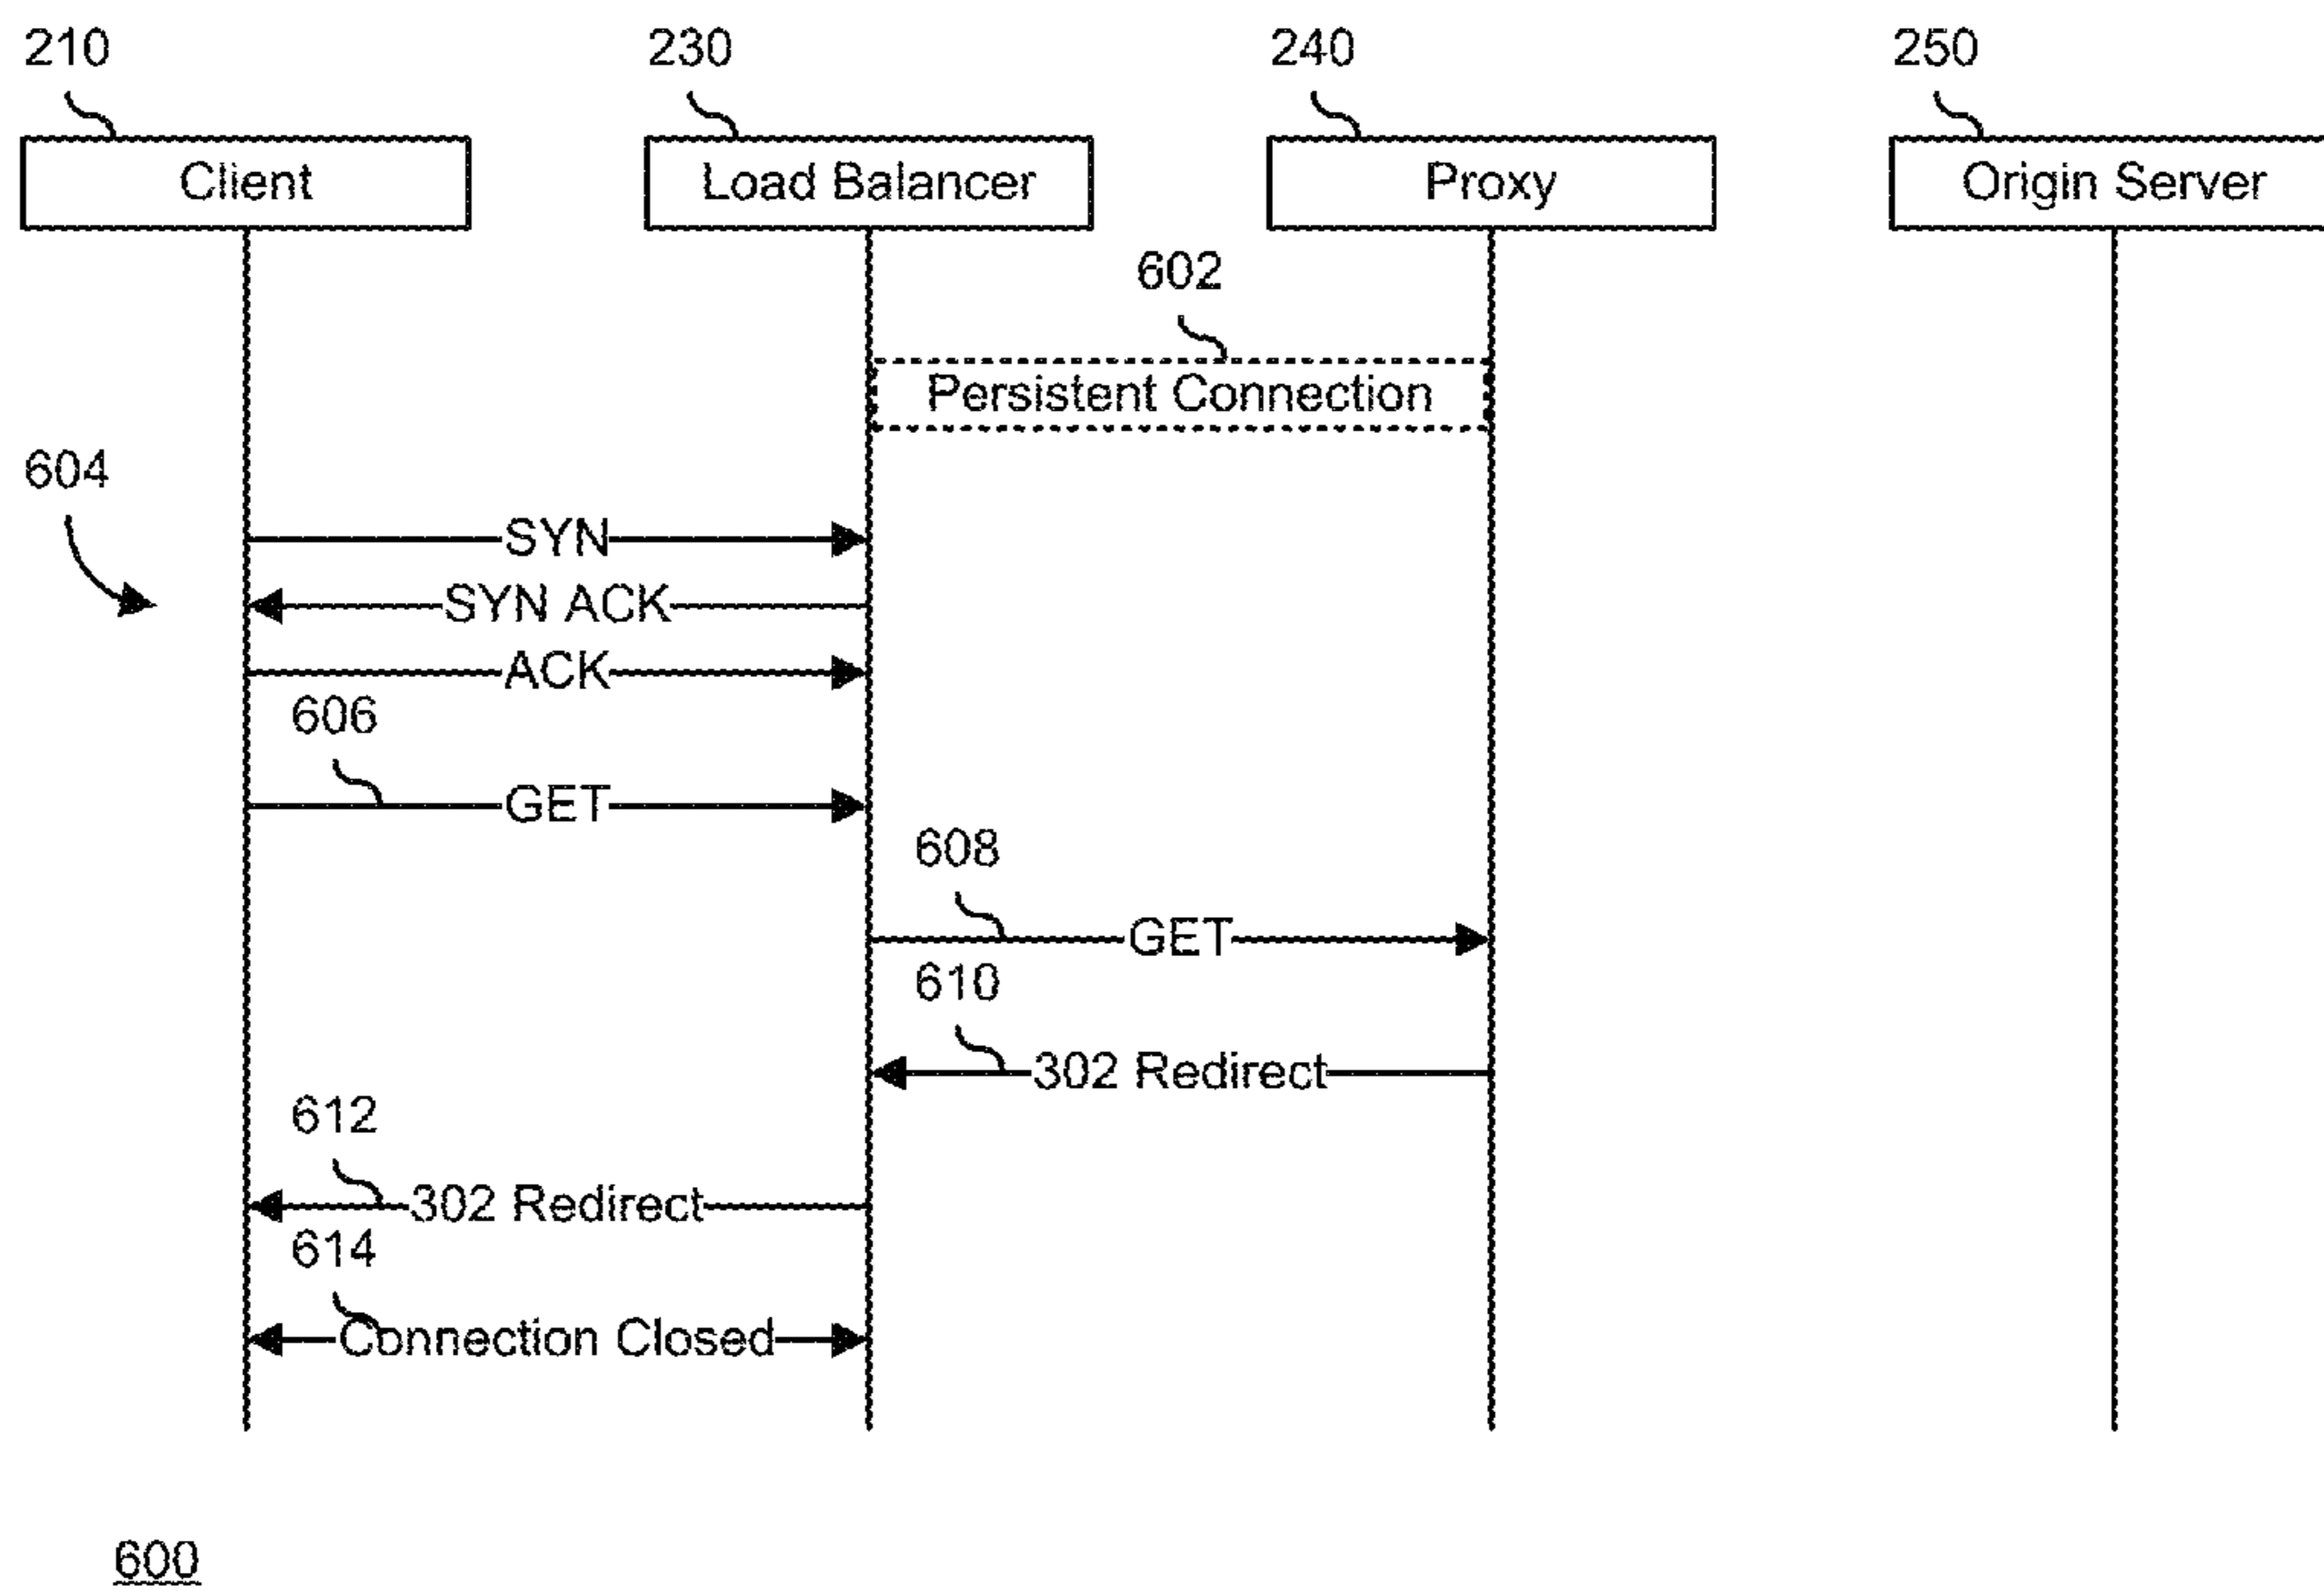 210 230 240 250
Client Load Balancer Proxy Origin Server
602
Persistent Connection
604
SYN
SYN ACK
ACK
606
GET
608
GET
610
302 Redirect
612
302 Redirect
614
Connection Closed
600